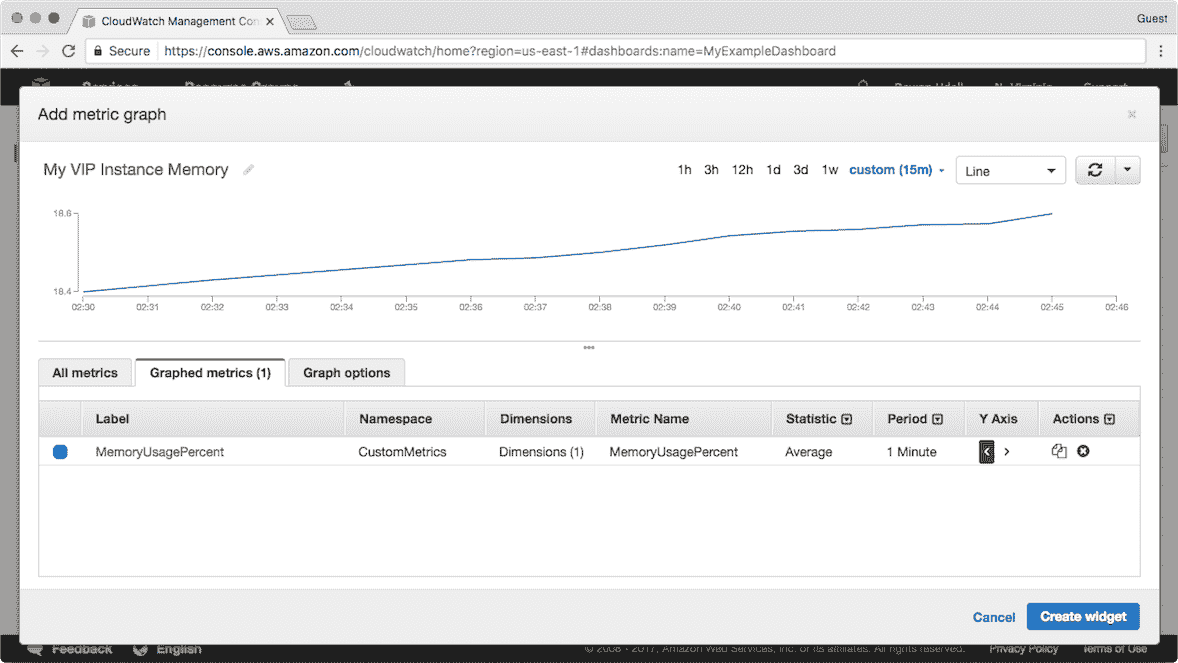 CloudWatch Management Con
Guest
Secure https://console.aws.amazon.com/cloudwatch/home?region=us-east-1#dashboards:name=MyExampleDashboard
Add metric graph
My VIP Instance Memory 1h 3h 12h 1d 3d 1w custom (15m) Line
18.6
18.4
02:30 02:31 02:32 02:33 02:34 02:35 02:36 02:37 02:38 02:39 02:40 02:41 02:42 02:43 02:44 02:45 02:46
All metrics Graphed metrics (1) Graph options
Label Namespace Dimensions Metric Name Statistic Period Y Axis Actions
MemoryUsagePercent CustomMetrics Dimensions (1) MemoryUsagePercent Average 1 Minute
Cancel Create widget
Feedback English © 2008 - 2017, Amazon Web Services, Inc. or its affiliates. All rights reserved. Privacy Policy Terms of Use